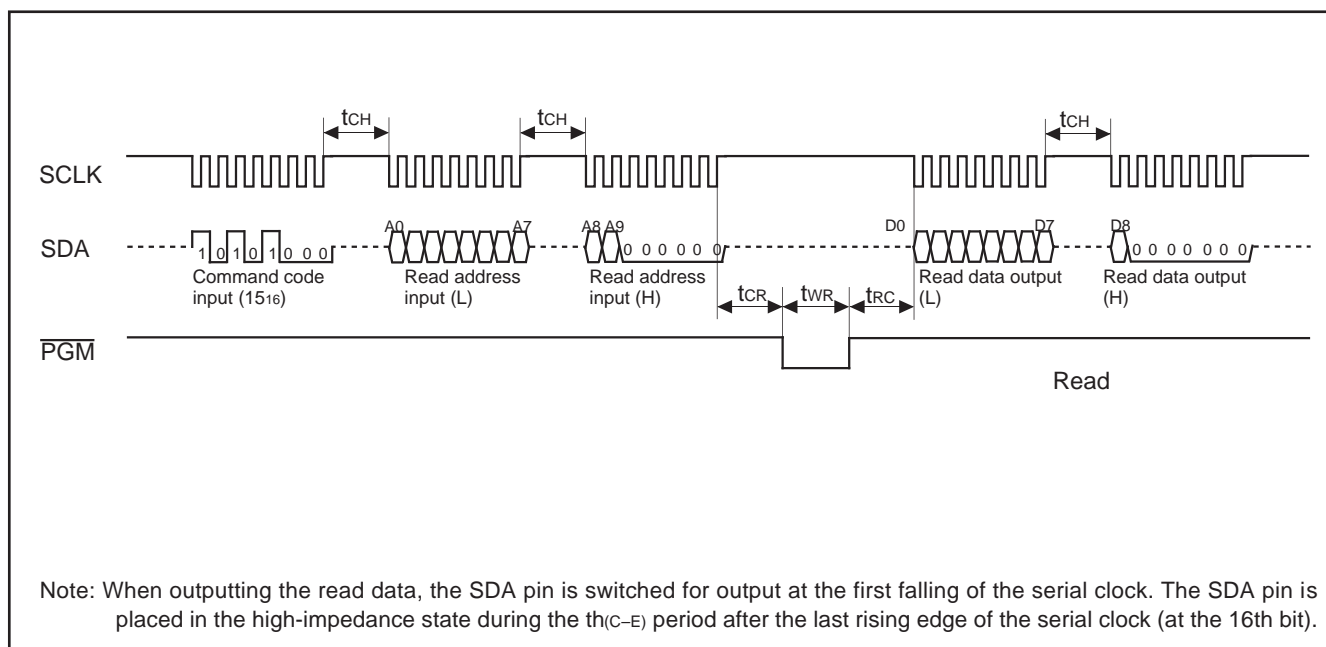 tCH tCH tCH
SCLK
A0 A7 A8 A9 D0 D7 D8
SDA
1 0 1 0 1 0 0 0 0 0 0 0 0 0 0 0 0 0 0 0 0
Command code
input (1516)
Read address
input (L)
Read address
input (H)
Read data output
(L)
Read data output
(H)
tCR tWR tRC
PGM
Read
Note: When outputting the read data, the SDA pin is switched for output at the first falling of the serial clock. The SDA pin is
placed in the high-impedance state during the th(C–E) period after the last rising edge of the serial clock (at the 16th bit).